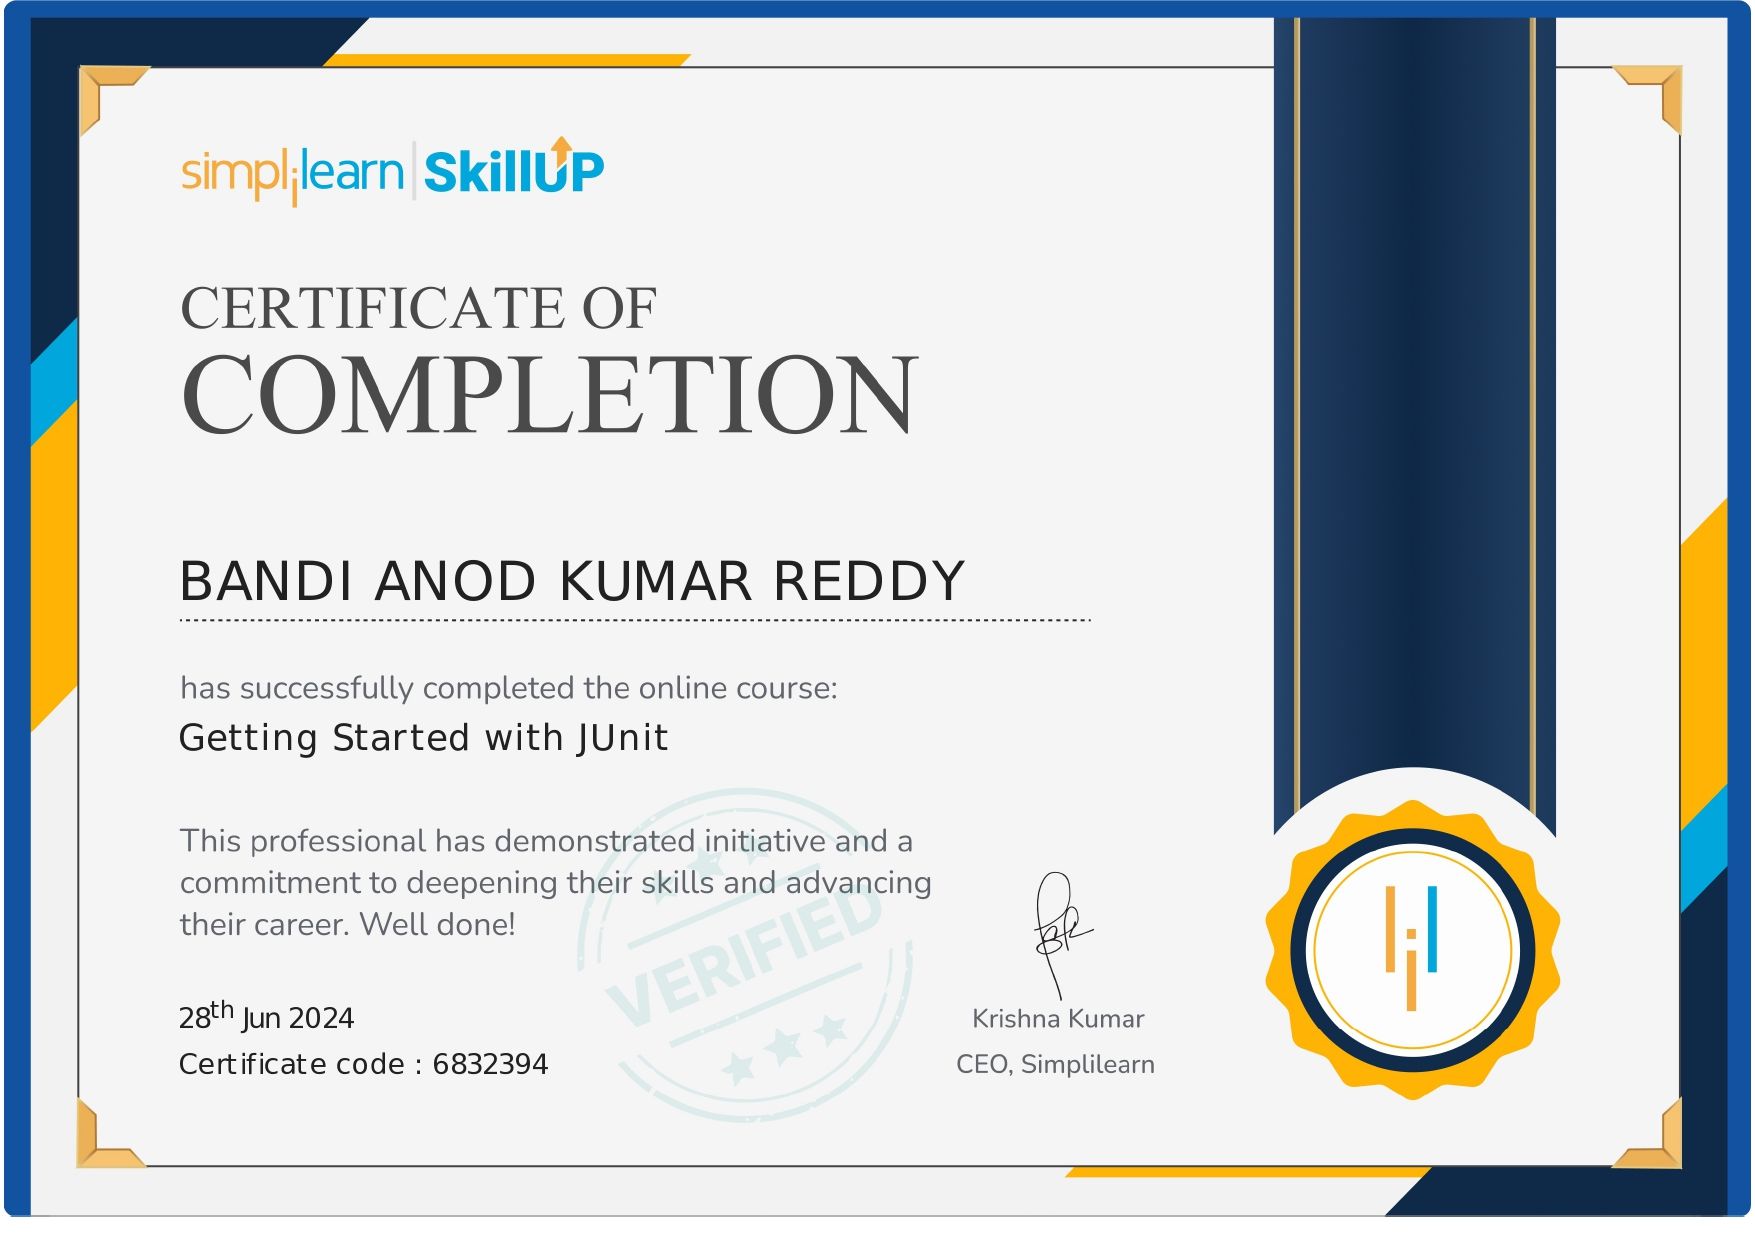 simplilearn | SkillUP
CERTIFICATE OF
COMPLETION
BANDI ANOD KUMAR REDDY
has successfully completed the online course:
Getting Started with JUnit
This professional has demonstrated initiative and a
commitment to deepening their skills and advancing
their career. Well done!
VERIFIED
28th Jun 2024
Certificate code : 6832394
Krishna Kumar
CEO, Simplilearn